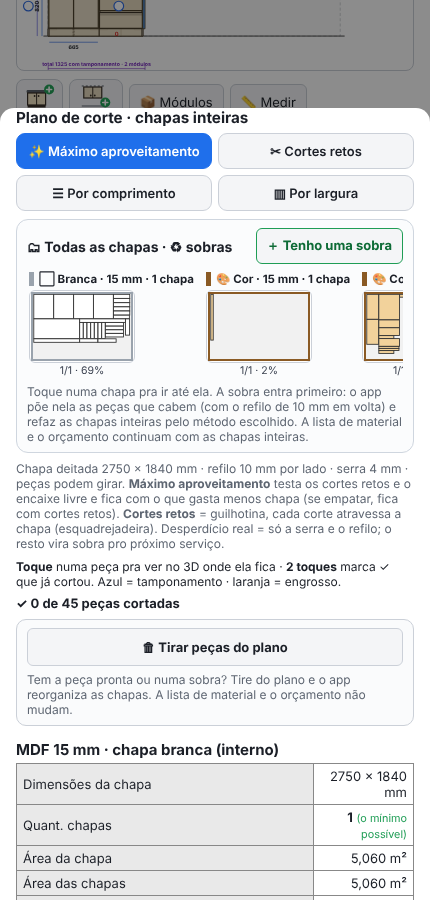 820
665
total 1325 com tamponamento · 2 módulos
📦 Módulos
📏 Medir
Plano de corte · chapas inteiras
✨ Máximo aproveitamento
✂ Cortes retos
☰ Por comprimento
▥ Por largura
🗂 Todas as chapas · ♻ sobras
＋ Tenho uma sobra
Branca · 15 mm · 1 chapa
🎨 Cor · 15 mm · 1 chapa
🎨 Co
1/1 · 69%
1/1 · 2%
Toque numa chapa pra ir até ela. A sobra entra primeiro: o app
põe nela as peças que cabem (com o refilo de 10 mm em volta) e
refaz as chapas inteiras pelo método escolhido. A lista de material
e o orçamento continuam com as chapas inteiras.
Chapa deitada 2750 × 1840 mm · refilo 10 mm por lado · serra 4 mm ·
peças podem girar. Máximo aproveitamento testa os cortes retos e o
encaixe livre e fica com o que gasta menos chapa (se empatar, fica
com cortes retos). Cortes retos = guilhotina, cada corte atravessa a
chapa (esquadrejadeira). Desperdício real = só a serra e o refilo; o
resto vira sobra pro próximo serviço.
Toque numa peça pra ver no 3D onde ela fica · 2 toques marca ✓
que já cortou. Azul = tamponamento · laranja = engrosso.
✓ 0 de 45 peças cortadas
🗑 Tirar peças do plano
Tem a peça pronta ou numa sobra? Tire do plano e o app
reorganiza as chapas. A lista de material e o orçamento não
mudam.
MDF 15 mm · chapa branca (interno)
Dimensões da chapa
2750 × 1840
mm
Quant. chapas
1 (o mínimo
possível)
Área da chapa
5,060 m²
Área das chapas
5,060 m²